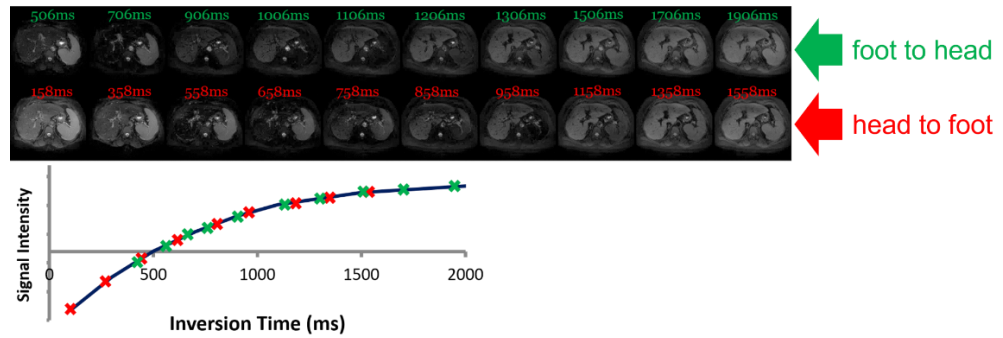 506ms 706ms 906ms 1006ms 1106ms 1206ms 1306ms 1506ms 1706ms 1906ms
foot to head
158ms 358ms 558ms 658ms 758ms 858ms 958ms 1158ms 1358ms 1558ms
head to foot
Signal Intensity
0 500 1000 1500 2000
Inversion Time (ms)